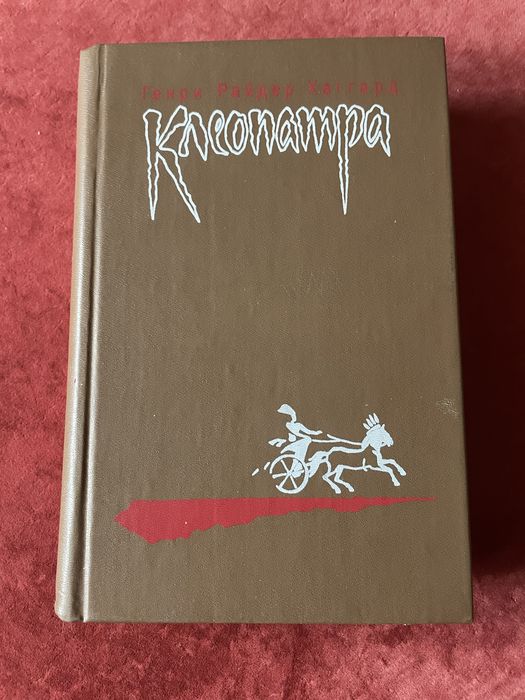 Генри Райдер Хаггард
Клеопатра